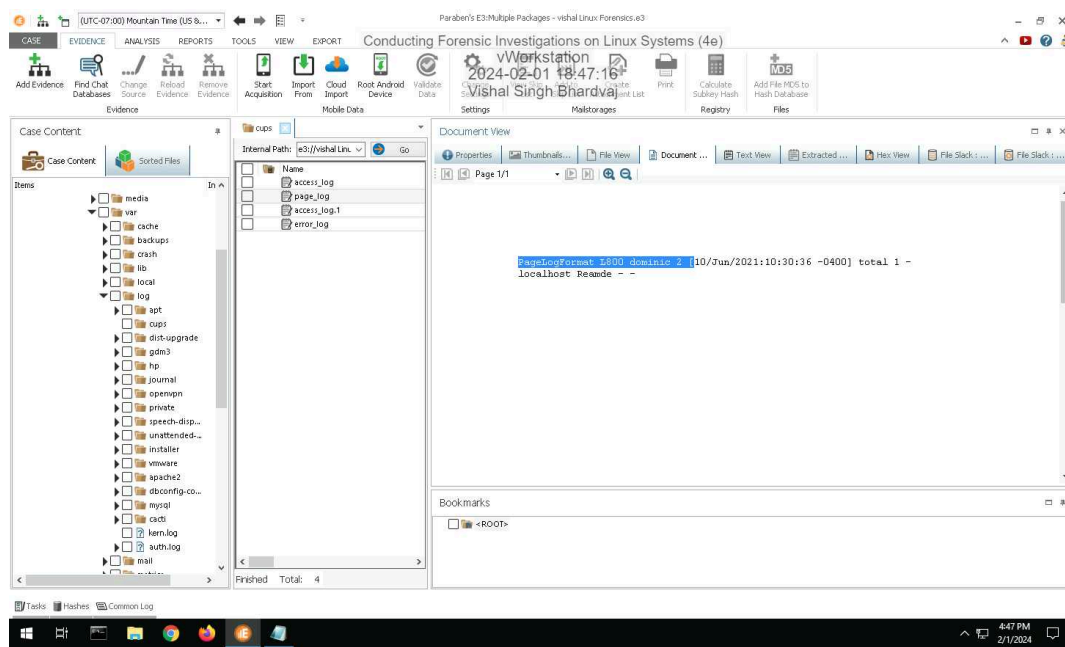 (UTC-07:00) Mountain Time (US &...
Paraben's E3:Multiple Packages - vishal Linux Forensics.e3
CASE EVIDENCE ANALYSIS REPORTS TOOLS VIEW EXPORT
Conducting Forensic Investigations on Linux Systems (4e)
vWorkstation
2024-02-01 18:47:16
Vishal Singh Bhardvaj
Add Evidence
Find Chat Databases
Change Source
Reload Evidence
Remove Evidence
Start Acquisition
Import From
Cloud Import
Root Android Device
Validate Data
Print
Calculate Subkey Hash
Add File MD5 to Hash Database
MD5
Evidence
Mobile Data
Settings
Mailstorages
Registry
Files
Case Content
Case Content
Sorted Files
Items
In
media
var
cache
backups
crash
lib
local
log
apt
cups
dist-upgrade
gdm3
hp
journal
openvpn
private
speech-disp...
unattended-...
installer
vmware
apache2
dbconfig-co...
mysql
cacti
kern.log
auth.log
mail
cups
Internal Path: e3://vishal Linu. Go
Name
access_log
page_log
access_log.1
error_log
Finished Total: 4
Document View
Properties
Thumbnails...
File View
Document ...
Text View
Extracted ...
Hex View
File Slack : ...
File Slack : ...
Page 1/1
PageLogFormat L800 dominic 2 [10/Jun/2021:10:30:36 -0400] total 1 -
localhost Reamde - -
Bookmarks
<ROOT>
Tasks Hashes Common Log
4:47 PM
2/1/2024